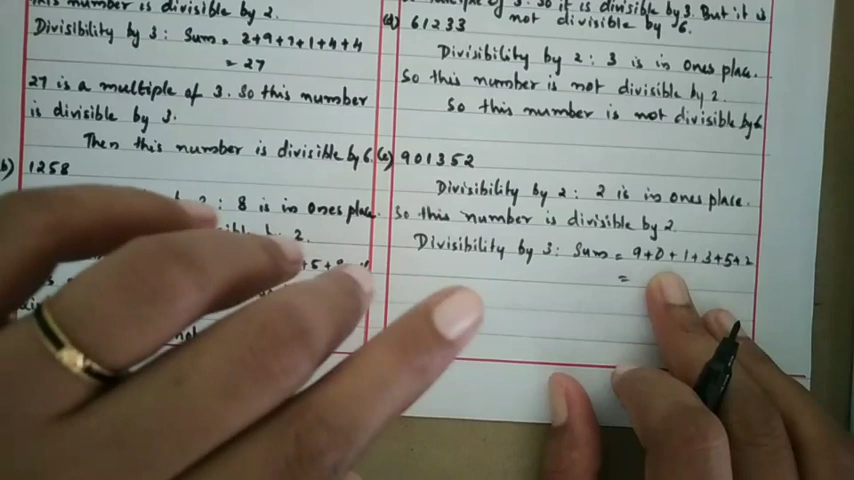 This number is divisible by 2.
Divisibility by 3: Sum = 2+9+7+1+4+4
= 27
27 is a multiple of 3. So this number
is divisible by 3.
Then this number is divisible by 6.
b) 1258
8 is in ones place.
2.
+5+8
So it is divisible by 3. But it is
not divisible by 6.
(d) 61233
Divisibility by 2: 3 is in ones place.
So this number is not divisible by 2.
So this number is not divisible by 6.
(e) 901352
Divisibility by 2: 2 is in ones place.
So this number is divisible by 2.
Divisibility by 3: Sum = 9+0+1+3+5+2
=